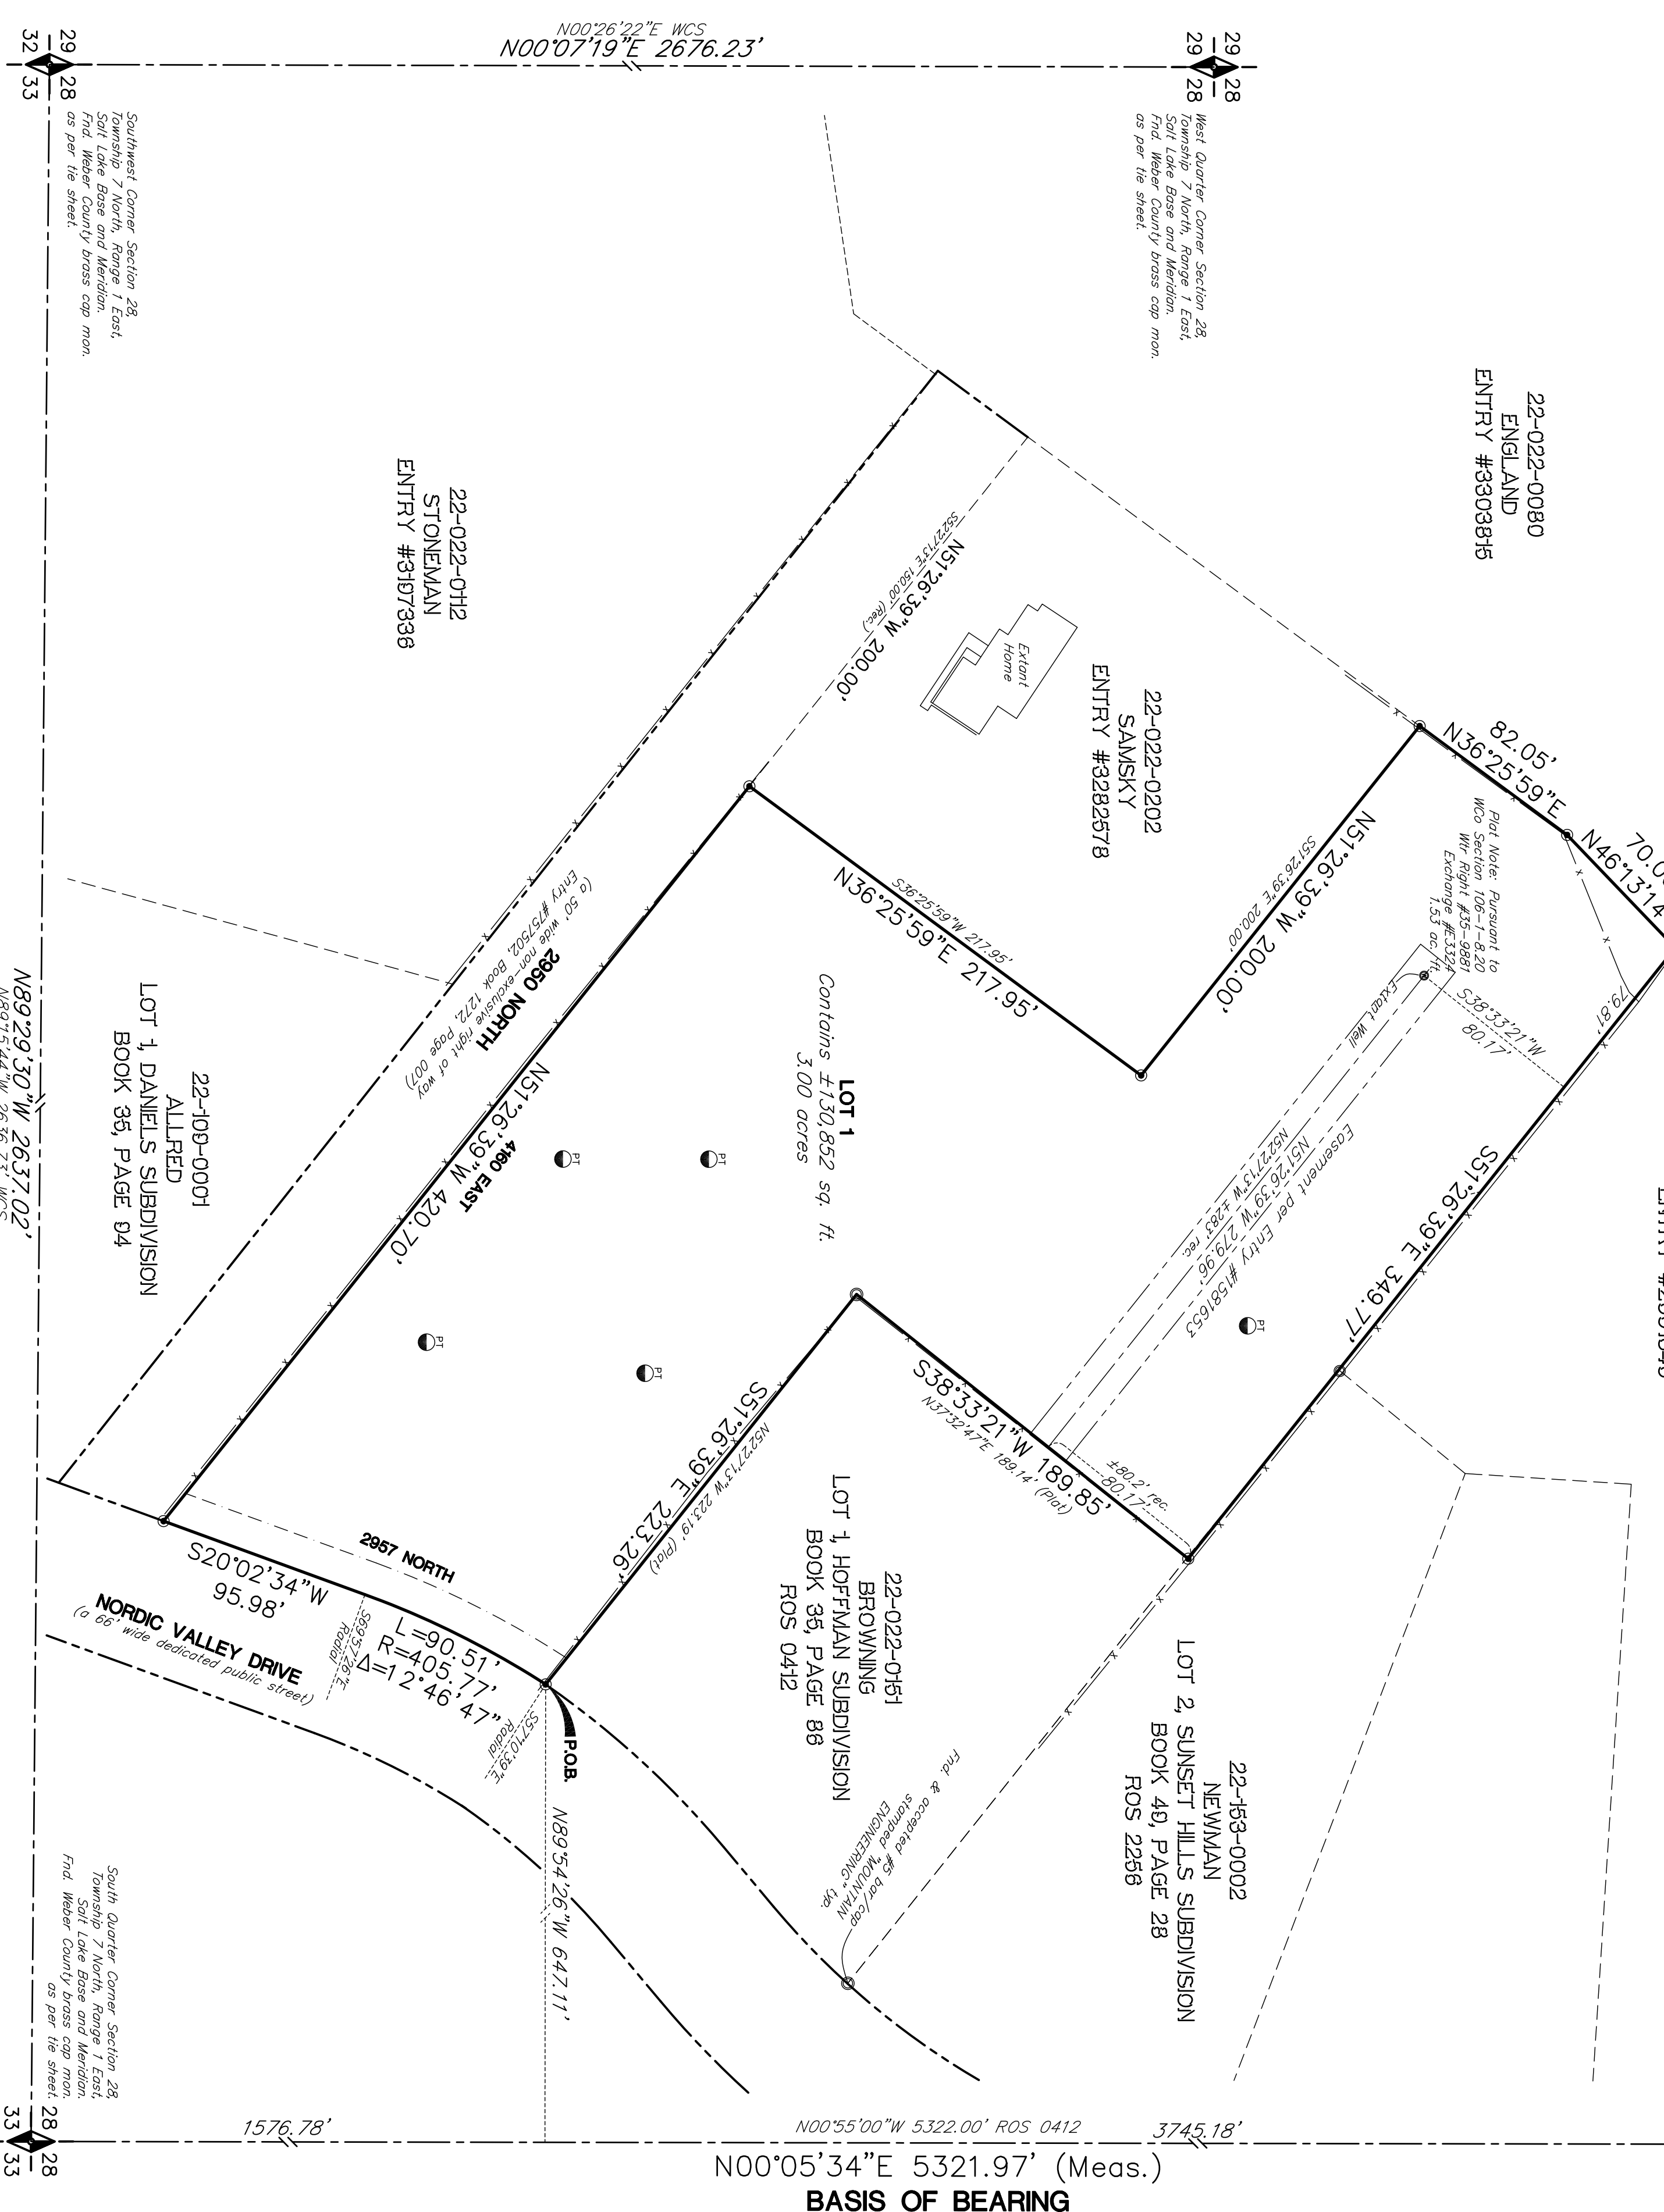 N00°26'22"E WCS
N00°07'19"E 2676.23'
29 28
29 28
West Quarter Corner Section 28,
Township 7 North, Range 1 East,
Salt Lake Base and Meridian.
Fnd. Weber County brass cap mon.
as per tie sheet.
29 28
32 33
Southwest Corner Section 28,
Township 7 North, Range 1 East,
Salt Lake Base and Meridian.
Fnd. Weber County brass cap mon.
as per tie sheet.
22-022-0080
ENGLAND
ENTRY #3303815
22-022-0112
STONEMAN
ENTRY #3197336
S52°27'13"E 150.00' (Rec.)
N51°26'39"W 200.00'
Extant
Home
22-022-0202
SAMSKY
ENTRY #3282578
82.05'
N36°25'59"E
N46°13'14"
Plat Note: Pursuant to
WCo Section 106-1-8.20
Wtr Right #35-9881
Exchange #E3324
1.53 ac. ft.
79.81'
S38°33'21"W
80.17'
Extant Well
N51°26'39"W 200.00'
S51°26'39"E 200.00'
S36°25'59"W 217.95'
N36°25'59"E 217.95'
LOT 1
Contains ±130,852 sq. ft.
3.00 acres
Easement per Entry #1581653
N51°26'39"W 279.96'
N52°27'13"W ±283' rec.
S51°26'39"E 349.77'
2950 NORTH
(a 50' wide non-exclusive right of way
Entry #757502, Book 1272, Page 007)
N51°26'39"W 420.70'
4160 EAST
PT
PT
PT
PT
PT
22-109-0001
ALLRED
LOT 1, DANIELS SUBDIVISION
BOOK 35, PAGE 04
N89°29'30"W 2637.02'
N89°15'44"W 2636.73' WCS
S38°33'21"W 189.85'
N37°32'47"E 189.14' (Plat)
±80.2' rec.
80.17'
N52°27'13"W 223.19' (Plat)
S51°26'39"E 223.26'
22-022-0151
BROWNING
LOT 1, HOFFMAN SUBDIVISION
BOOK 35, PAGE 86
ROS 0412
22-153-0002
NEWMAN
LOT 2, SUNSET HILLS SUBDIVISION
BOOK 40, PAGE 28
ROS 2256
2957 NORTH
S20°02'34"W
95.98'
NORDIC VALLEY DRIVE
(a 66' wide dedicated public street)
S69°57'26"E
Radial
L=90.51'
R=405.77'
Δ=12°46'47"
S57°10'39"E
Radial
P.O.B.
N89°54'26"W 647.11'
Fnd. & accepted #5 bar/cap
stamped "MOUNTAIN
ENGINEERING" typ.
South Quarter Corner Section 28,
Township 7 North, Range 1 East,
Salt Lake Base and Meridian.
Fnd. Weber County brass cap mon.
as per tie sheet.
28 28
33 33
1576.78'
N00°55'00"W 5322.00' ROS 0412
3745.18'
N00°05'34"E 5321.97' (Meas.)
BASIS OF BEARING